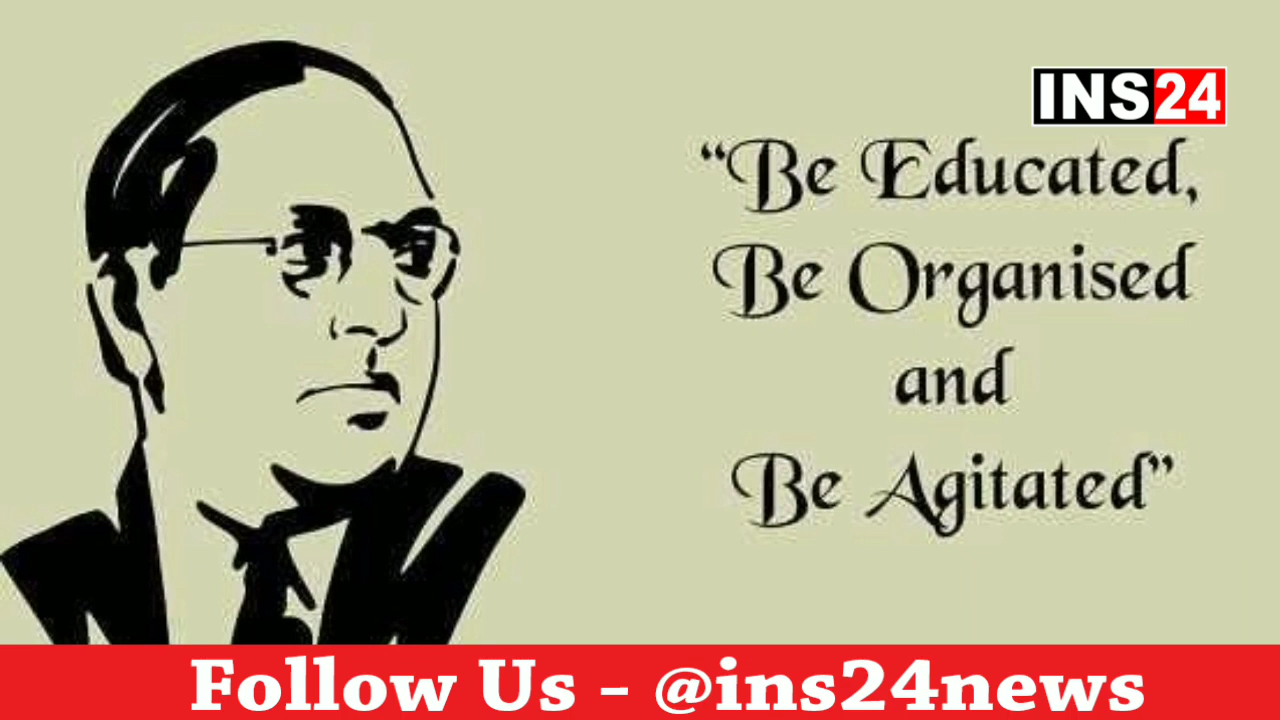 INS24
“Be Educated,
Be Organised
and
Be Agitated”
Follow Us - @ins24news